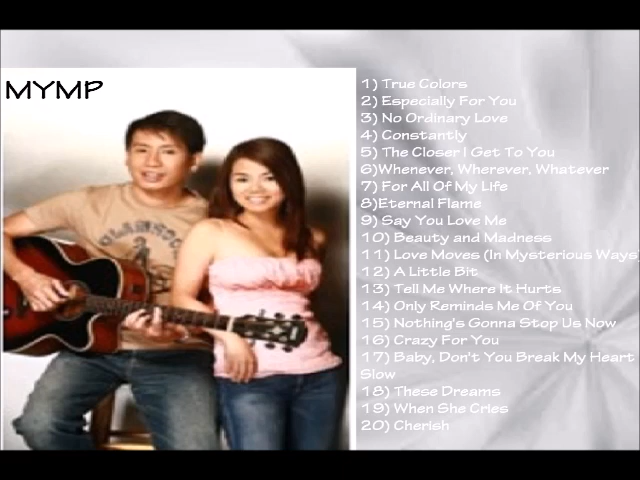 MYMP
1) True Colors
2) Especially For You
3) No Ordinary Love
4) Constantly
5) The Closer I Get To You
6)Whenever, Wherever, Whatever
7) For All Of My Life
8)Eternal Flame
9) Say You Love Me
10) Beauty and Madness
11) Love Moves (In Mysterious Ways
12) A Little Bit
13) Tell Me Where It Hurts
14) Only Reminds Me Of You
15) Nothing's Gonna Stop Us Now
16) Crazy For You
17) Baby, Don't You Break My Heart
Slow
18) These Dreams
19) When She Cries
20) Cherish